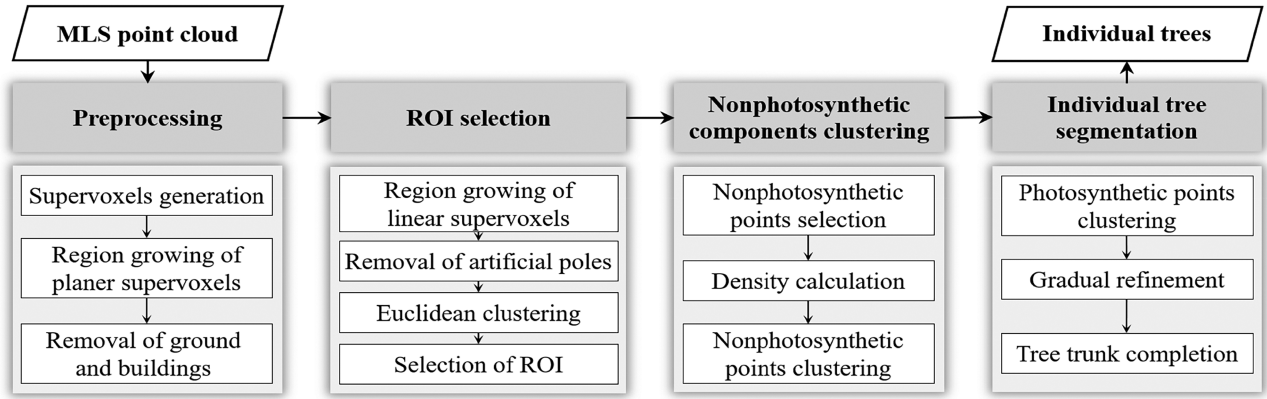 MLS point cloud
Individual trees
Preprocessing
ROI selection
Nonphotosynthetic
components clustering
Individual tree
segmentation
Supervoxels generation
Region growing of
planer supervoxels
Removal of ground
and buildings
Region growing of
linear supervoxels
Removal of artificial poles
Euclidean clustering
Selection of ROI
Nonphotosynthetic
points selection
Density calculation
Nonphotosynthetic
points clustering
Photosynthetic points
clustering
Gradual refinement
Tree trunk completion